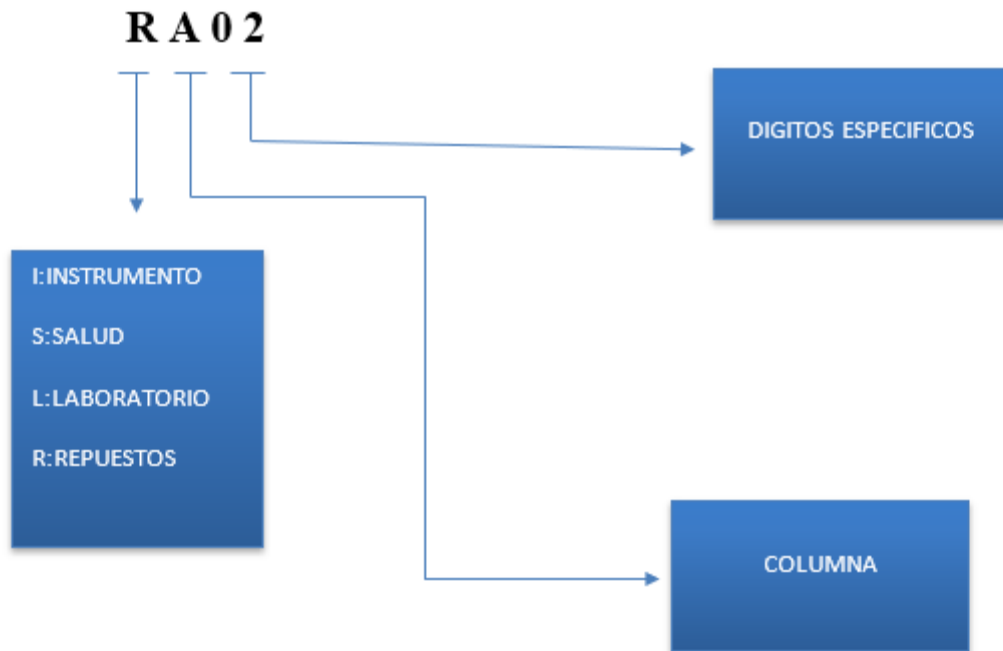 R A 0 2
DIGITOS ESPECIFICOS
I:INSTRUMENTO
S:SALUD
L:LABORATORIO
R:REPUESTOS
COLUMNA